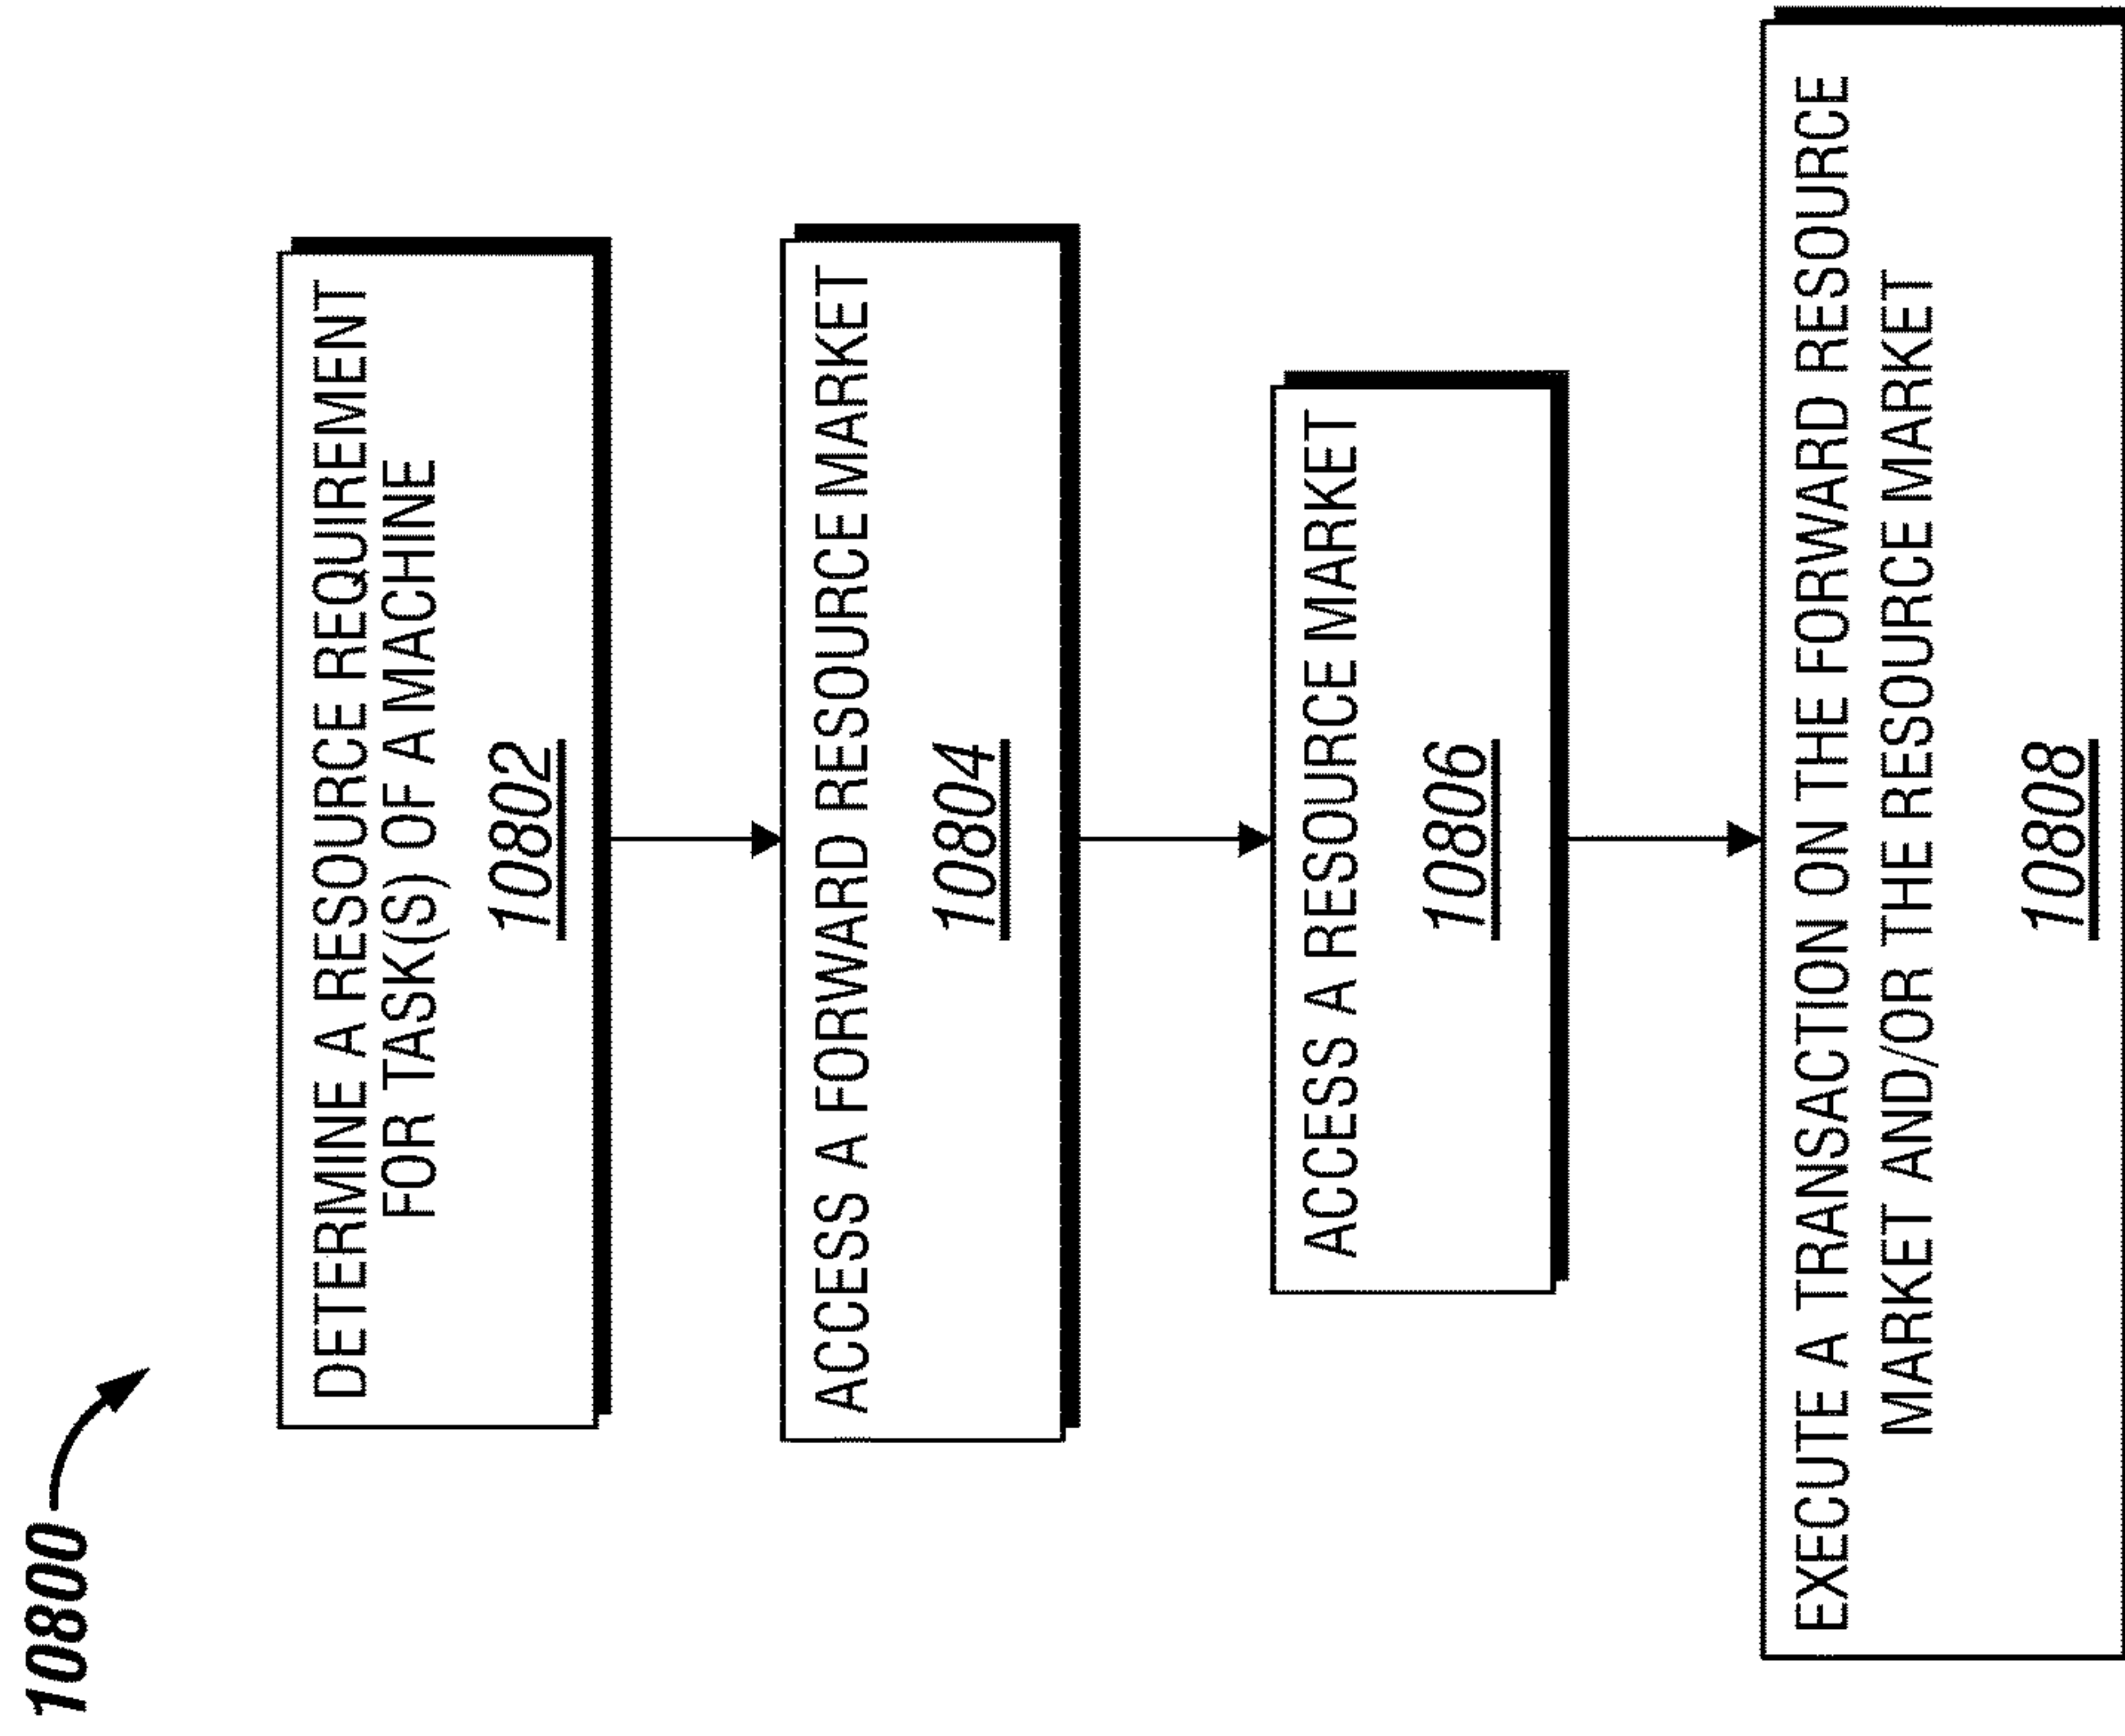 10800
DETERMINE A RESOURCE REQUIREMENT
FOR TASK(S) OF A MACHINE
10802
ACCESS A FORWARD RESOURCE MARKET
10804
ACCESS A RESOURCE MARKET
10806
EXECUTE A TRANSACTION ON THE FORWARD RESOURCE
MARKET AND/OR THE RESOURCE MARKET
10808